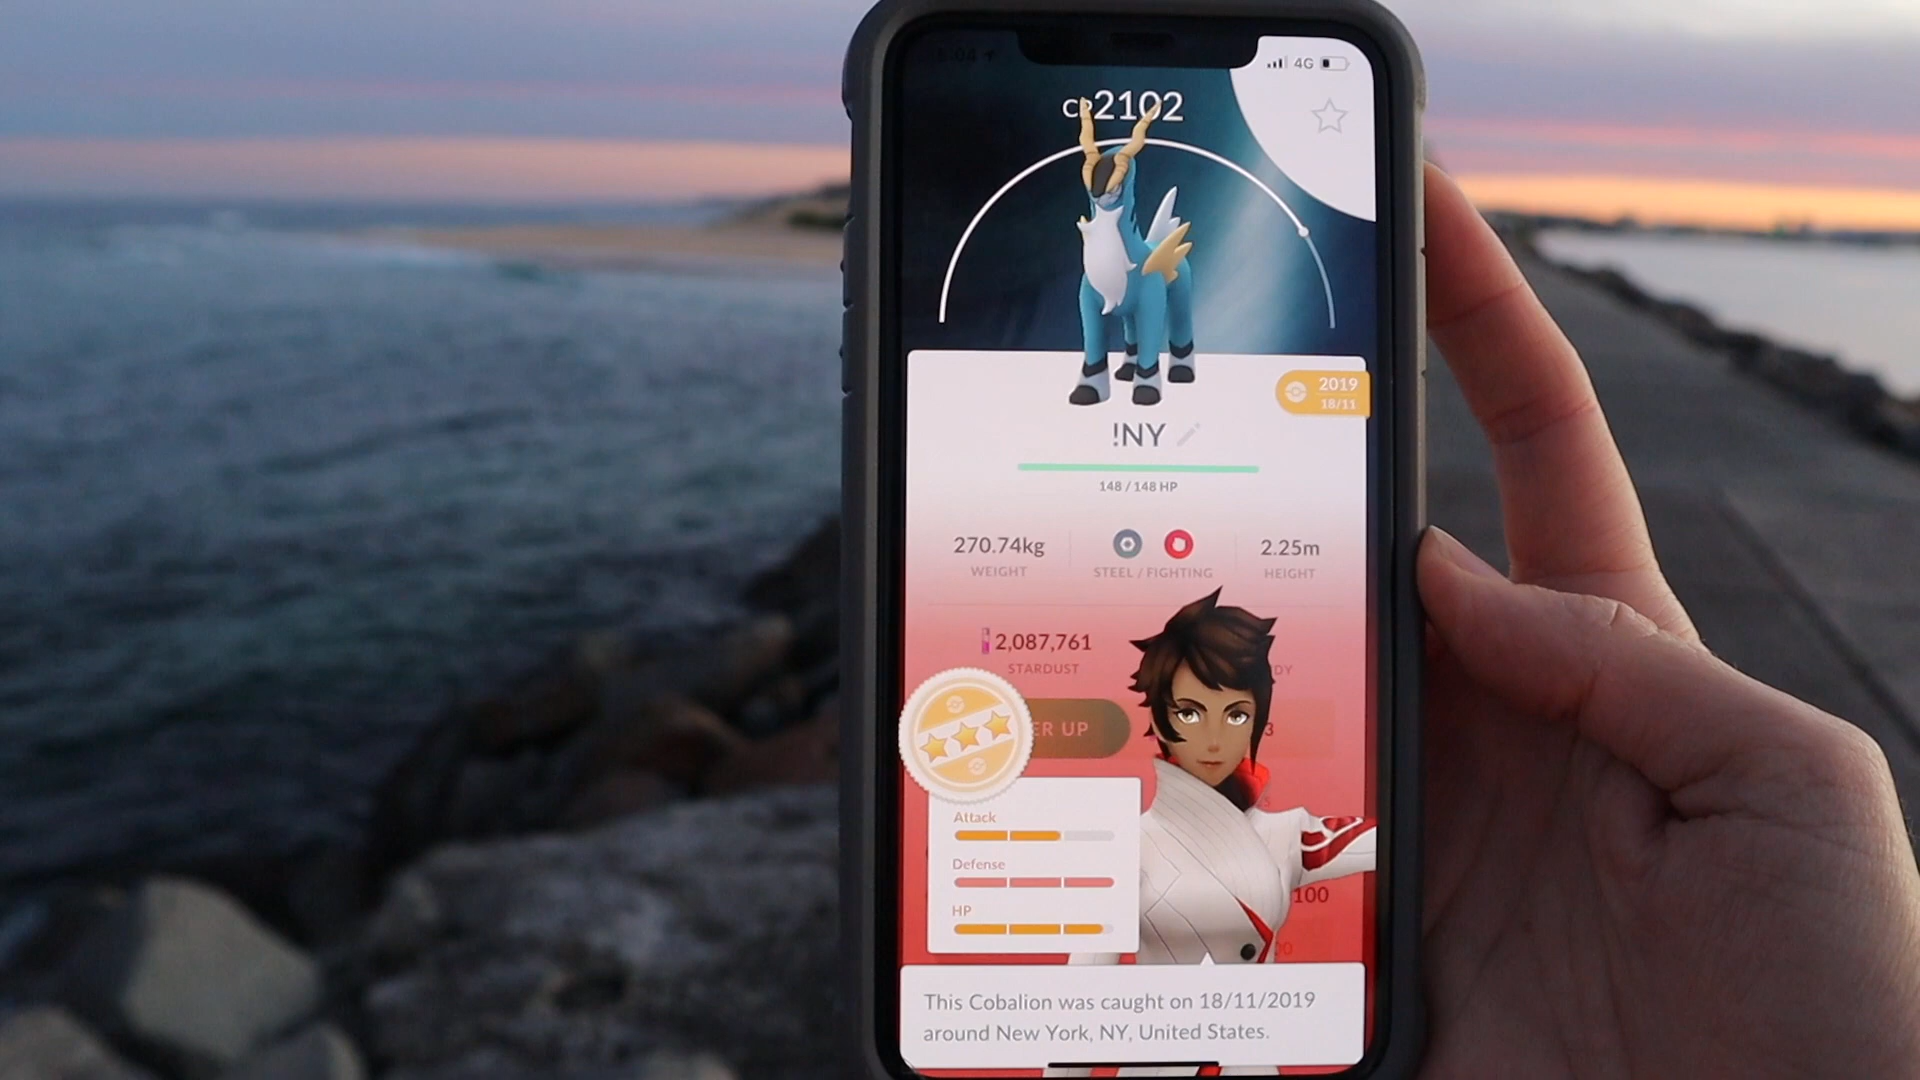 4G
CP2102
2019
18/11
!NY
148 / 148 HP
270.74kg
WEIGHT
STEEL / FIGHTING
2.25m
HEIGHT
2,087,761
STARDUST
DY
ER UP
3
Attack
Defense
HP
100
This Cobalion was caught on 18/11/2019
around New York, NY, United States.